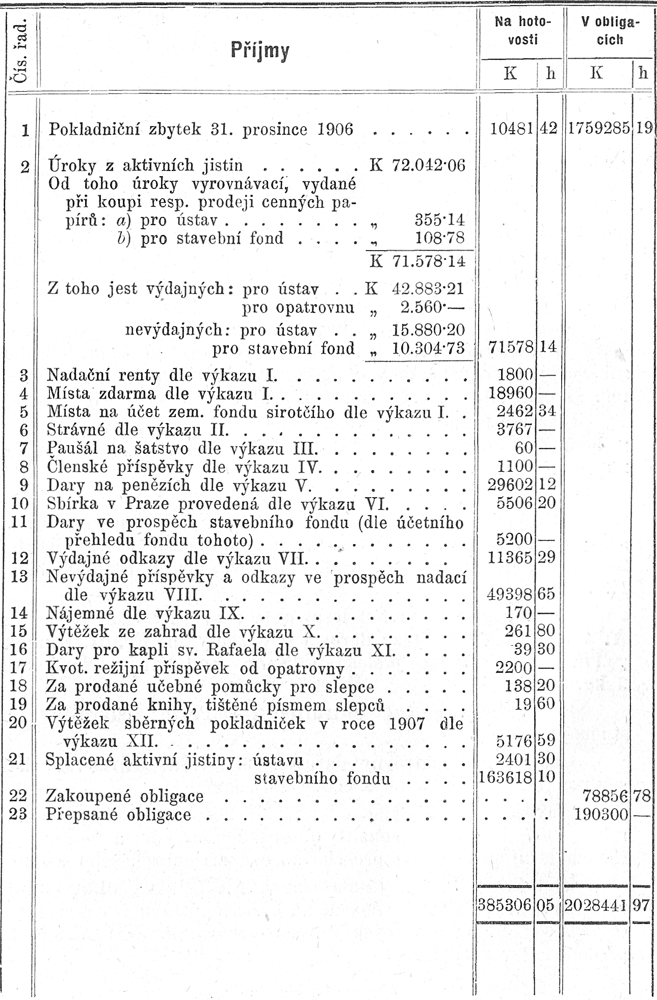 Čís. řad.
Příjmy
Na hoto-
vosti
V obliga-
cích
K h K h
1 Pokladniční zbytek 31. prosince 1906 . . . . . . 10481 42 1759285 19
2 Úroky z aktivních jistin . . . . . . K 72.042·06
Od toho úroky vyrovnávací, vydané
při koupi resp. prodeji cenných pa-
pírů: a) pro ústav . . . . . . . . „ 355·14
b) pro stavební fond . . . . „ 108·78
K 71.578·14
Z toho jest výdajných: pro ústav . . K 42.883·21
pro opatrovnu „ 2.560·—
nevýdajných: pro ústav . . „ 15.880·20
pro stavební fond „ 10.304·73 71578 14
3 Nadační renty dle výkazu I. . . . . . . . . . . 1800 —
4 Místa zdarma dle výkazu I. . . . . . . . . . . 18960 —
5 Místa na účet zem. fondu sirotčího dle výkazu I. . 2462 34
6 Strávné dle výkazu II. . . . . . . . . . . . . . 3767 —
7 Paušál na šatstvo dle výkazu III. . . . . . . . . 60 —
8 Členské příspěvky dle výkazu IV. . . . . . . . . 1100 —
9 Dary na penězích dle výkazu V. . . . . . . . . 29602 12
10 Sbírka v Praze provedená dle výkazu VI. . . . . 5506 20
11 Dary ve prospěch stavebního fondu (dle účetního
přehledu fondu tohoto) . . . . . . . . . . . . 5200 —
12 Výdajné odkazy dle výkazu VII. . . . . . . . . 11365 29
13 Nevýdajné příspěvky a odkazy ve prospěch nadací
dle výkazu VIII. . . . . . . . . . . . . . . 49398 65
14 Nájemné dle výkazu IX. . . . . . . . . . . . . 170 —
15 Výtěžek ze zahrad dle výkazu X. . . . . . . . . 261 80
16 Dary pro kapli sv. Rafaela dle výkazu XI. . . . . 39 30
17 Kvot. režijní příspěvek od opatrovny . . . . . . . 2200 —
18 Za prodané učebné pomůcky pro slepce . . . . . 138 20
19 Za prodané knihy, tištěné písmem slepců . . . . 19 60
20 Výtěžek sběrných pokladniček v roce 1907 dle
výkazu XII. . . . . . . . . . . . . . . . . 5176 59
21 Splacené aktivní jistiny: ústavu . . . . . . . . . 2401 30
stavebního fondu . . . . 163618 10
22 Zakoupené obligace . . . . . . . . . . . . . . . . . . 78856 78
23 Přepsané obligace . . . . . . . . . . . . . . . . . . . 190300 —
385306 05 2028441 97